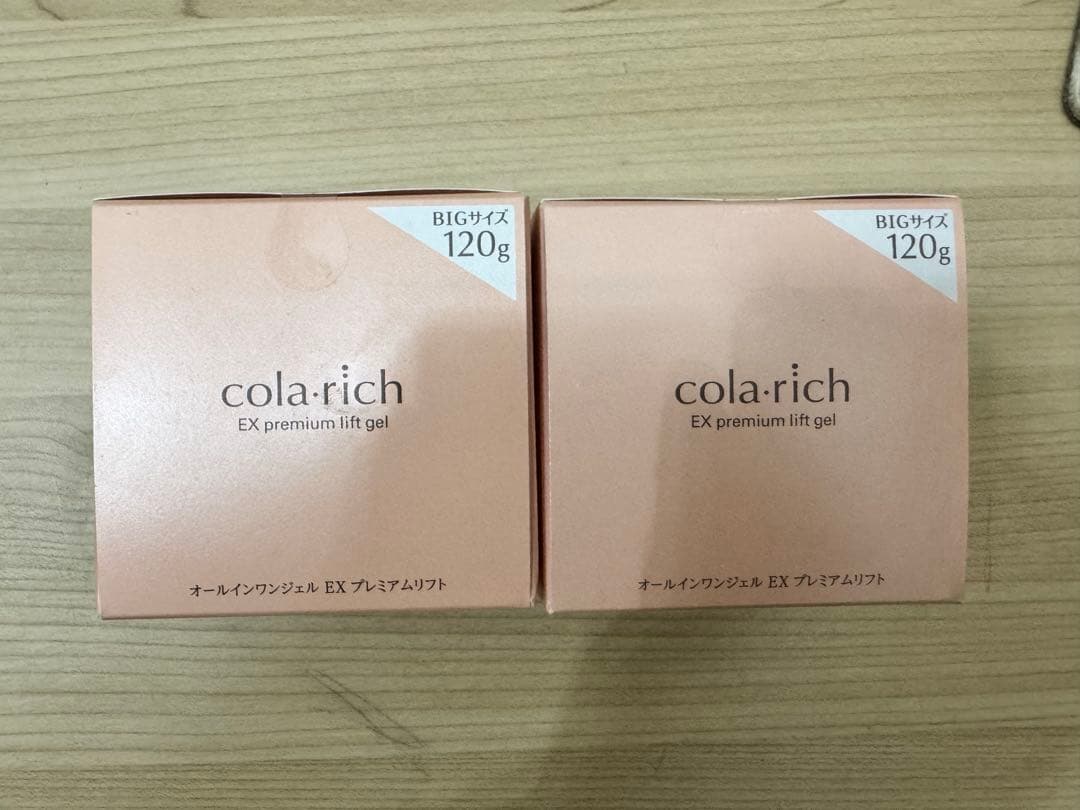 BIGサイズ
120g
cola·rich
EX premium lift gel
オールインワンジェル EX プレミアムリフト
BIGサイズ
120g
cola·rich
EX premium lift gel
オールインワンジェル EX プレミアムリフト